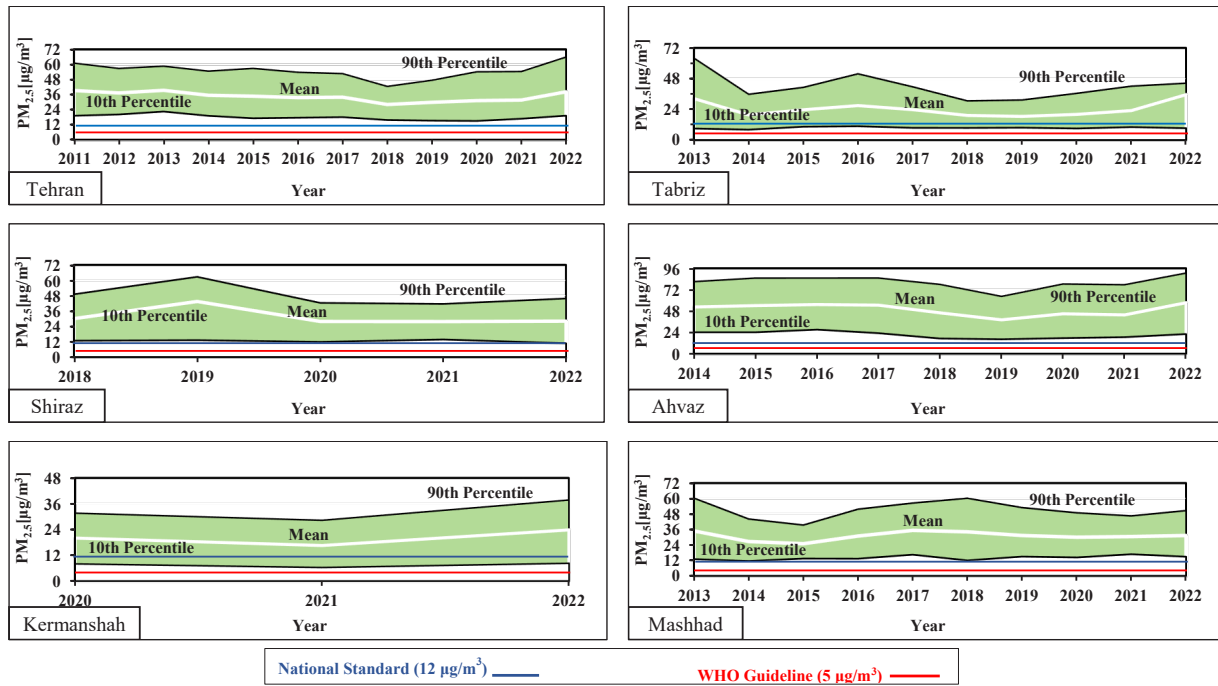 PM2.5[µg/m³]
72
60
48
36
24
12
0
90th Percentile
Mean
10th Percentile
2011 2012 2013 2014 2015 2016 2017 2018 2019 2020 2021 2022
Year
Tehran
PM2.5[µg/m³]
72
48
24
0
90th Percentile
Mean
10th Percentile
2013 2014 2015 2016 2017 2018 2019 2020 2021 2022
Year
Tabriz
PM2.5[µg/m³]
72
60
48
36
24
12
0
90th Percentile
Mean
10th Percentile
2018 2019 2020 2021 2022
Year
Shiraz
PM2.5[µg/m³]
96
72
48
24
0
90th Percentile
Mean
10th Percentile
2014 2015 2016 2017 2018 2019 2020 2021 2022
Year
Ahvaz
PM2.5[µg/m³]
48
36
24
12
0
90th Percentile
Mean
10th Percentile
2020 2021 2022
Year
Kermanshah
PM2.5[µg/m³]
72
60
48
36
24
12
0
90th Percentile
Mean
10th Percentile
2013 2014 2015 2016 2017 2018 2019 2020 2021 2022
Year
Mashhad
National Standard (12 µg/m³) WHO Guideline (5 µg/m³)